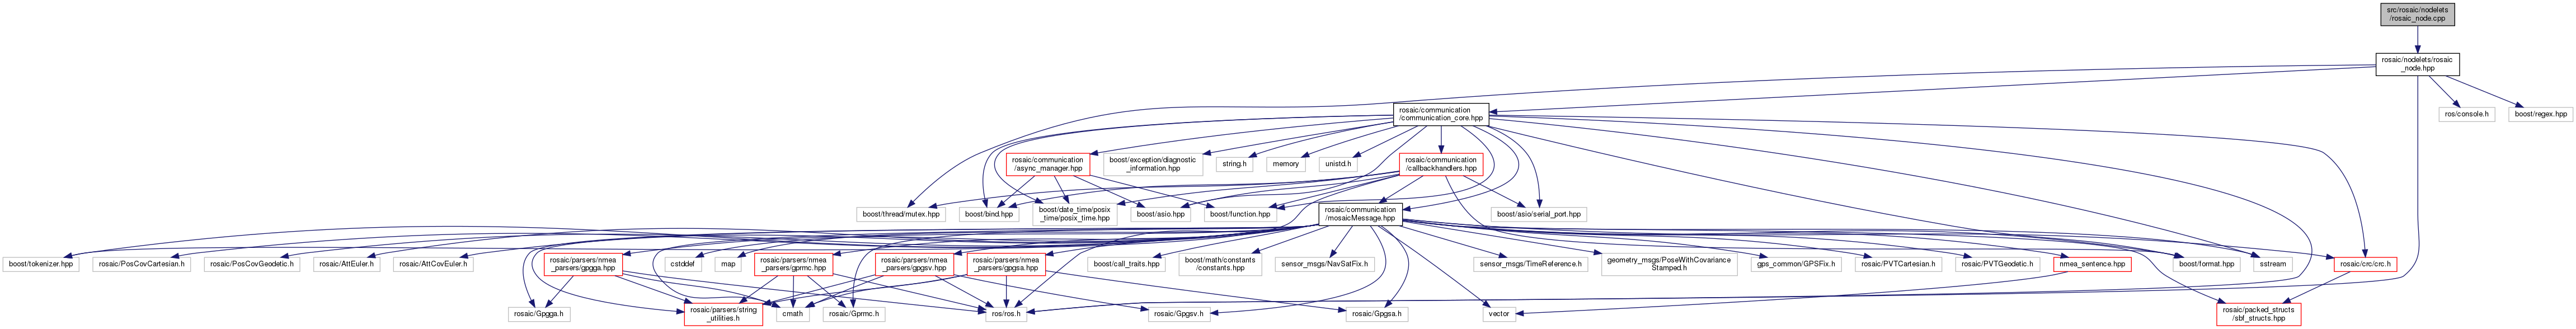 src/rosaic/nodelets
/rosaic_node.cpp
rosaic/nodelets/rosaic
_node.hpp
rosaic/communication
/communication_core.hpp
ros/console.h
boost/regex.hpp
rosaic/communication
/async_manager.hpp
boost/exception/diagnostic
_information.hpp
string.h
memory
unistd.h
rosaic/communication
/callbackhandlers.hpp
boost/thread/mutex.hpp
boost/bind.hpp
boost/date_time/posix
_time/posix_time.hpp
boost/asio.hpp
boost/function.hpp
rosaic/communication
/mosaicMessage.hpp
boost/asio/serial_port.hpp
boost/tokenizer.hpp
rosaic/PosCovCartesian.h
rosaic/PosCovGeodetic.h
rosaic/AttEuler.h
rosaic/AttCovEuler.h
rosaic/parsers/nmea
_parsers/gpgga.hpp
cstddef
map
rosaic/parsers/nmea
_parsers/gprmc.hpp
rosaic/parsers/nmea
_parsers/gpgsv.hpp
rosaic/parsers/nmea
_parsers/gpgsa.hpp
boost/call_traits.hpp
boost/math/constants
/constants.hpp
sensor_msgs/NavSatFix.h
sensor_msgs/TimeReference.h
geometry_msgs/PoseWithCovariance
Stamped.h
gps_common/GPSFix.h
rosaic/PVTCartesian.h
rosaic/PVTGeodetic.h
nmea_sentence.hpp
boost/format.hpp
sstream
rosaic/crc/crc.h
rosaic/Gpgga.h
rosaic/parsers/string
_utilities.h
cmath
rosaic/Gprmc.h
ros/ros.h
rosaic/Gpgsv.h
rosaic/Gpgsa.h
vector
rosaic/packed_structs
/sbf_structs.hpp